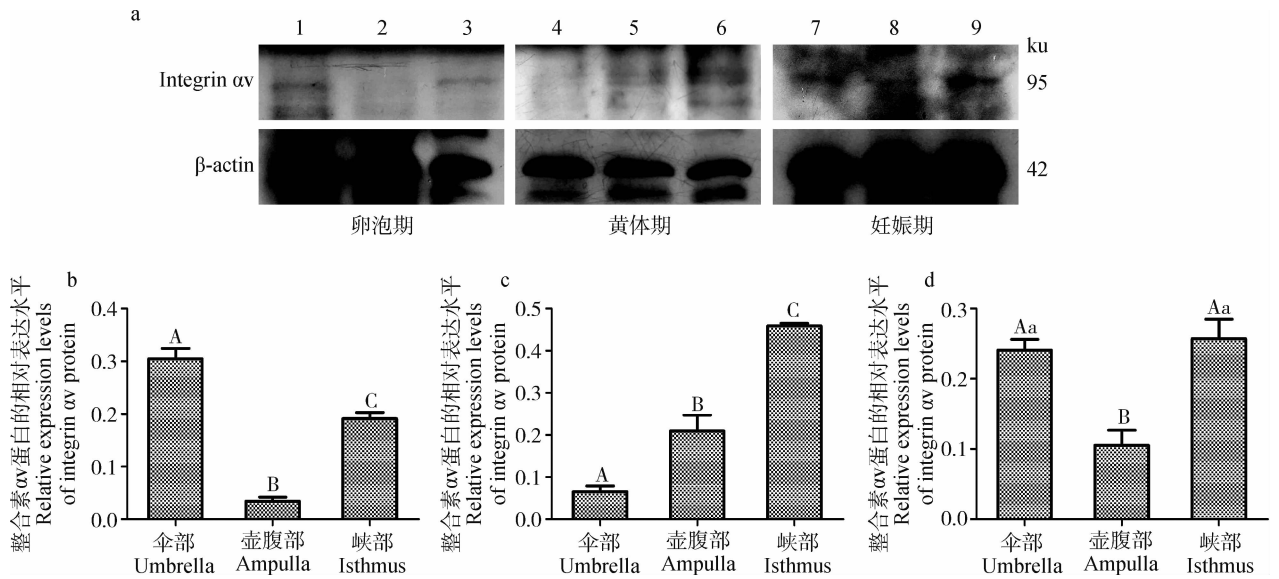 a
1 2 3 4 5 6 7 8 9 ku
Integrin αv 95
β-actin 42
卵泡期 黄体期 妊娠期
b
整合素αv蛋白的相对表达水平
Relative expression levels
of integrin αv protein
0.4
0.3
0.2
0.1
0.0
A
B
C
伞部 壶腹部 峡部
Umbrella Ampulla Isthmus
c
整合素αv蛋白的相对表达水平
Relative expression levels
of integrin αv protein
0.5
0.4
0.3
0.2
0.1
0.0
A
B
C
伞部 壶腹部 峡部
Umbrella Ampulla Isthmus
d
整合素αv蛋白的相对表达水平
Relative expression levels
of integrin αv protein
0.3
0.2
0.1
0.0
Aa
B
Aa
伞部 壶腹部 峡部
Umbrella Ampulla Isthmus